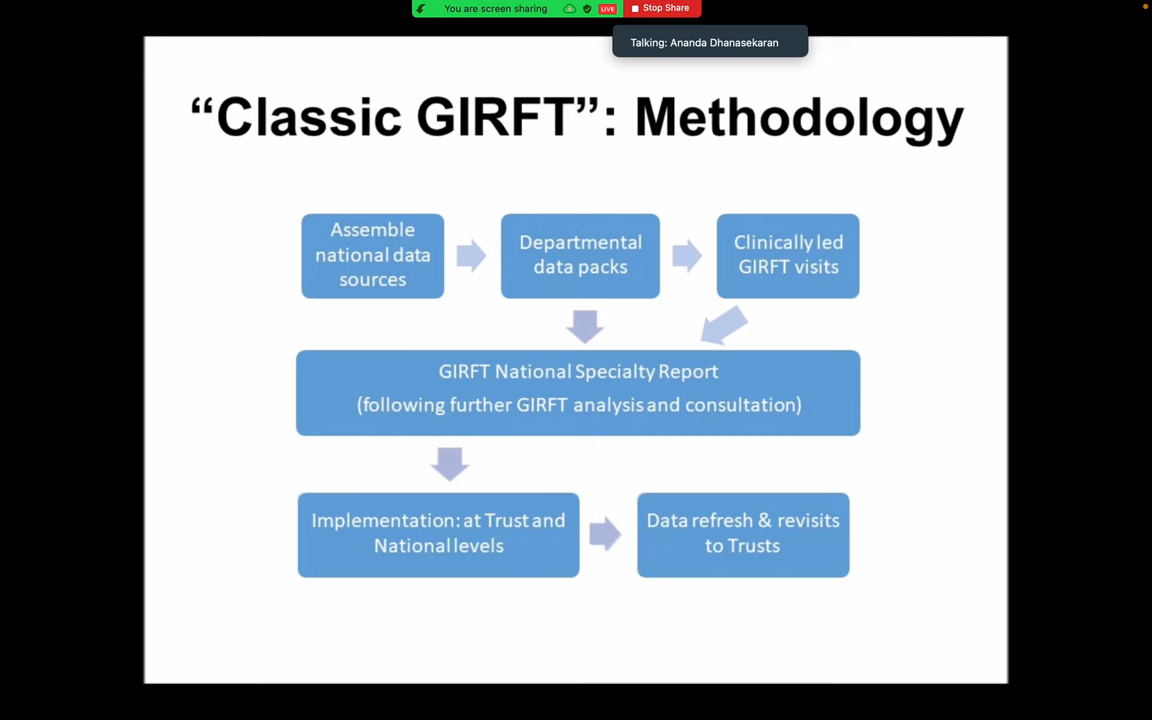 You are screen sharing
LIVE
Stop Share
Talking: Ananda Dhanasekaran
“Classic GIRFT”: Methodology
Assemble
national data
sources
Departmental
data packs
Clinically led
GIRFT visits
GIRFT National Specialty Report
(following further GIRFT analysis and consultation)
Implementation: at Trust and
National levels
Data refresh & revisits
to Trusts